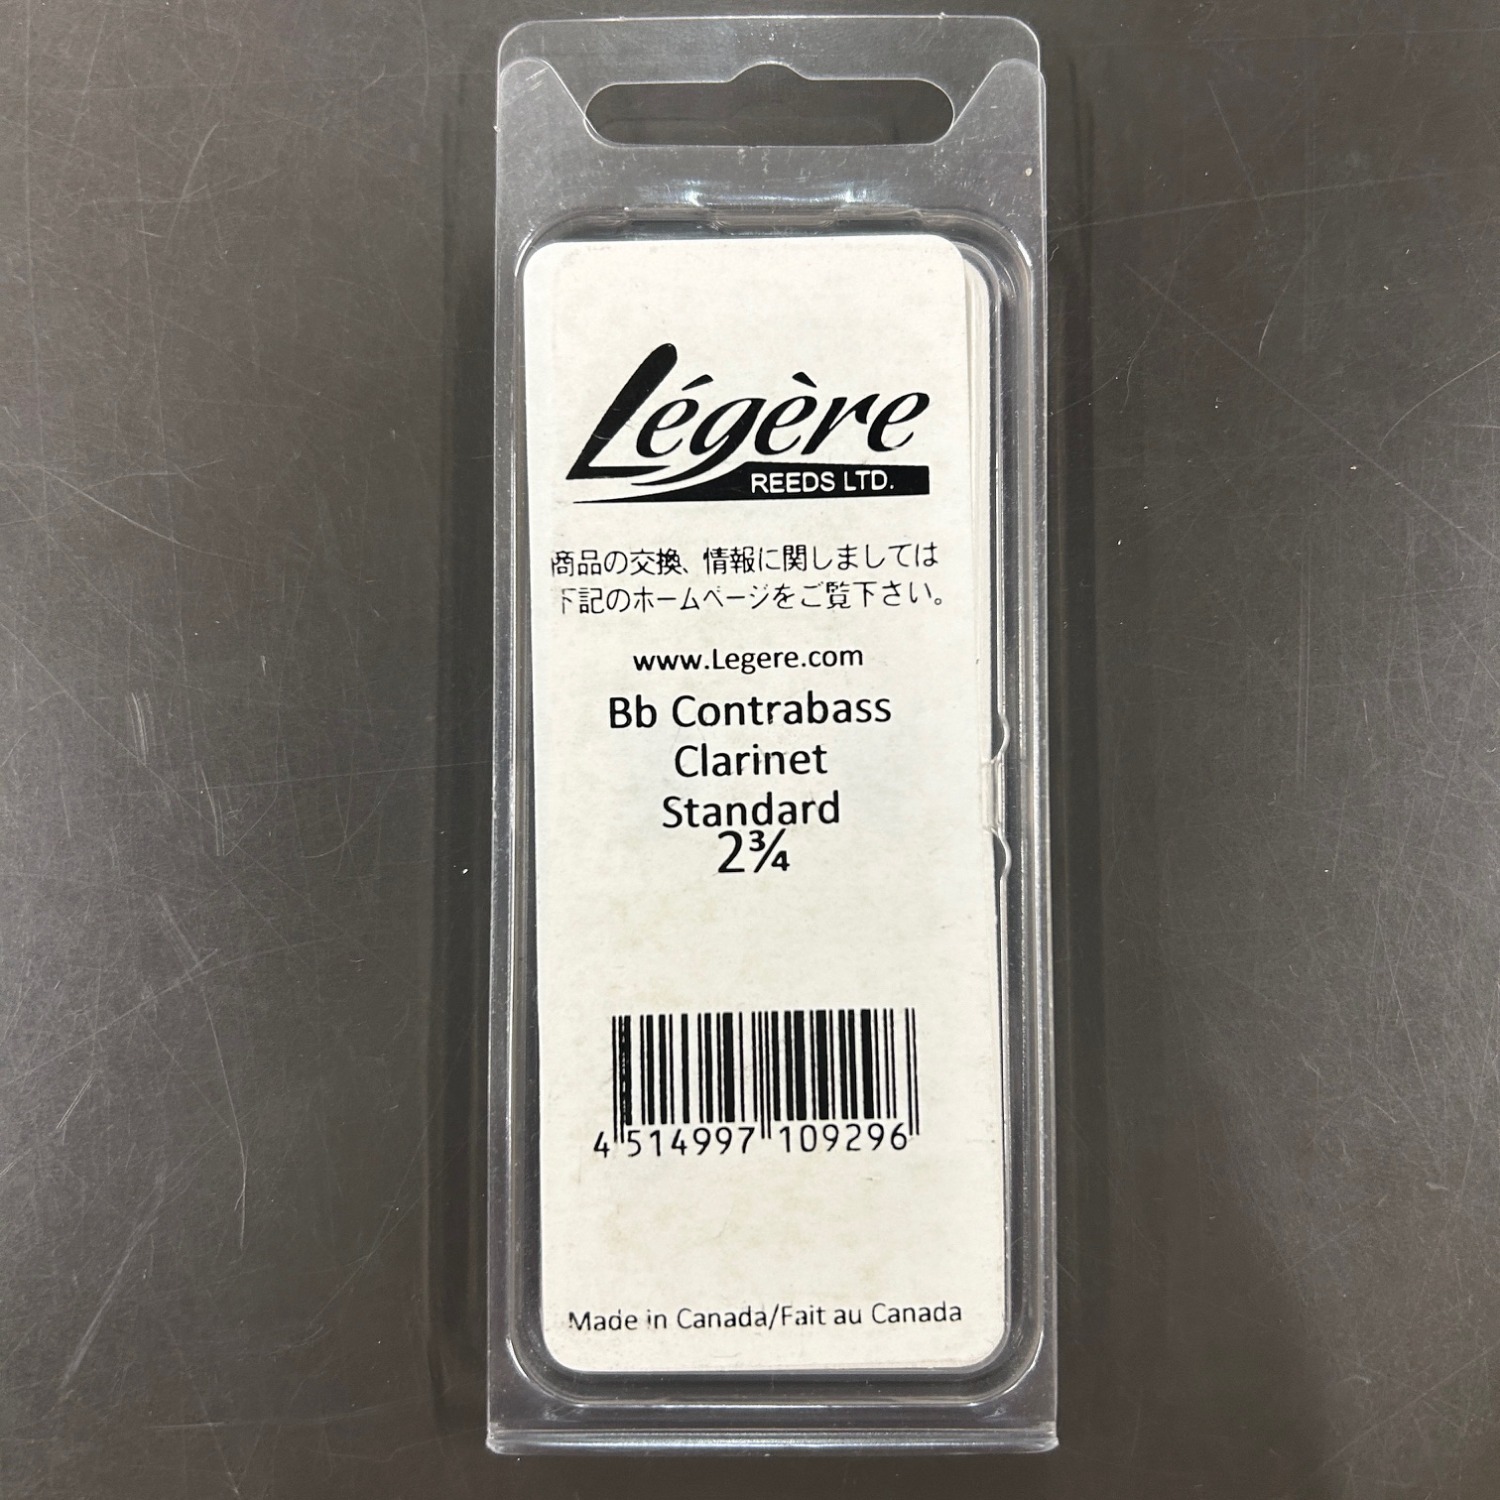 Légère
REEDS LTD.
商品の交換、情報に関しましては
下記のホームページをご覧下さい。
www.Legere.com
Bb Contrabass
Clarinet
Standard
2¾
4 514997 109296
Made in Canada/Fait au Canada